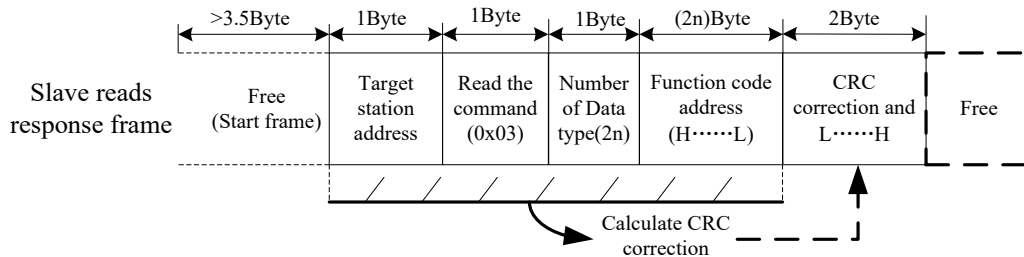 >3.5Byte
1Byte
1Byte
1Byte
(2n)Byte
2Byte
Slave reads
response frame
Free
(Start frame)
Target
station
address
Read the
command
(0x03)
Number
of Data
type(2n)
Function code
address
(H⋯⋯L)
CRC
correction and
L⋯⋯H
Free
Calculate CRC
correction